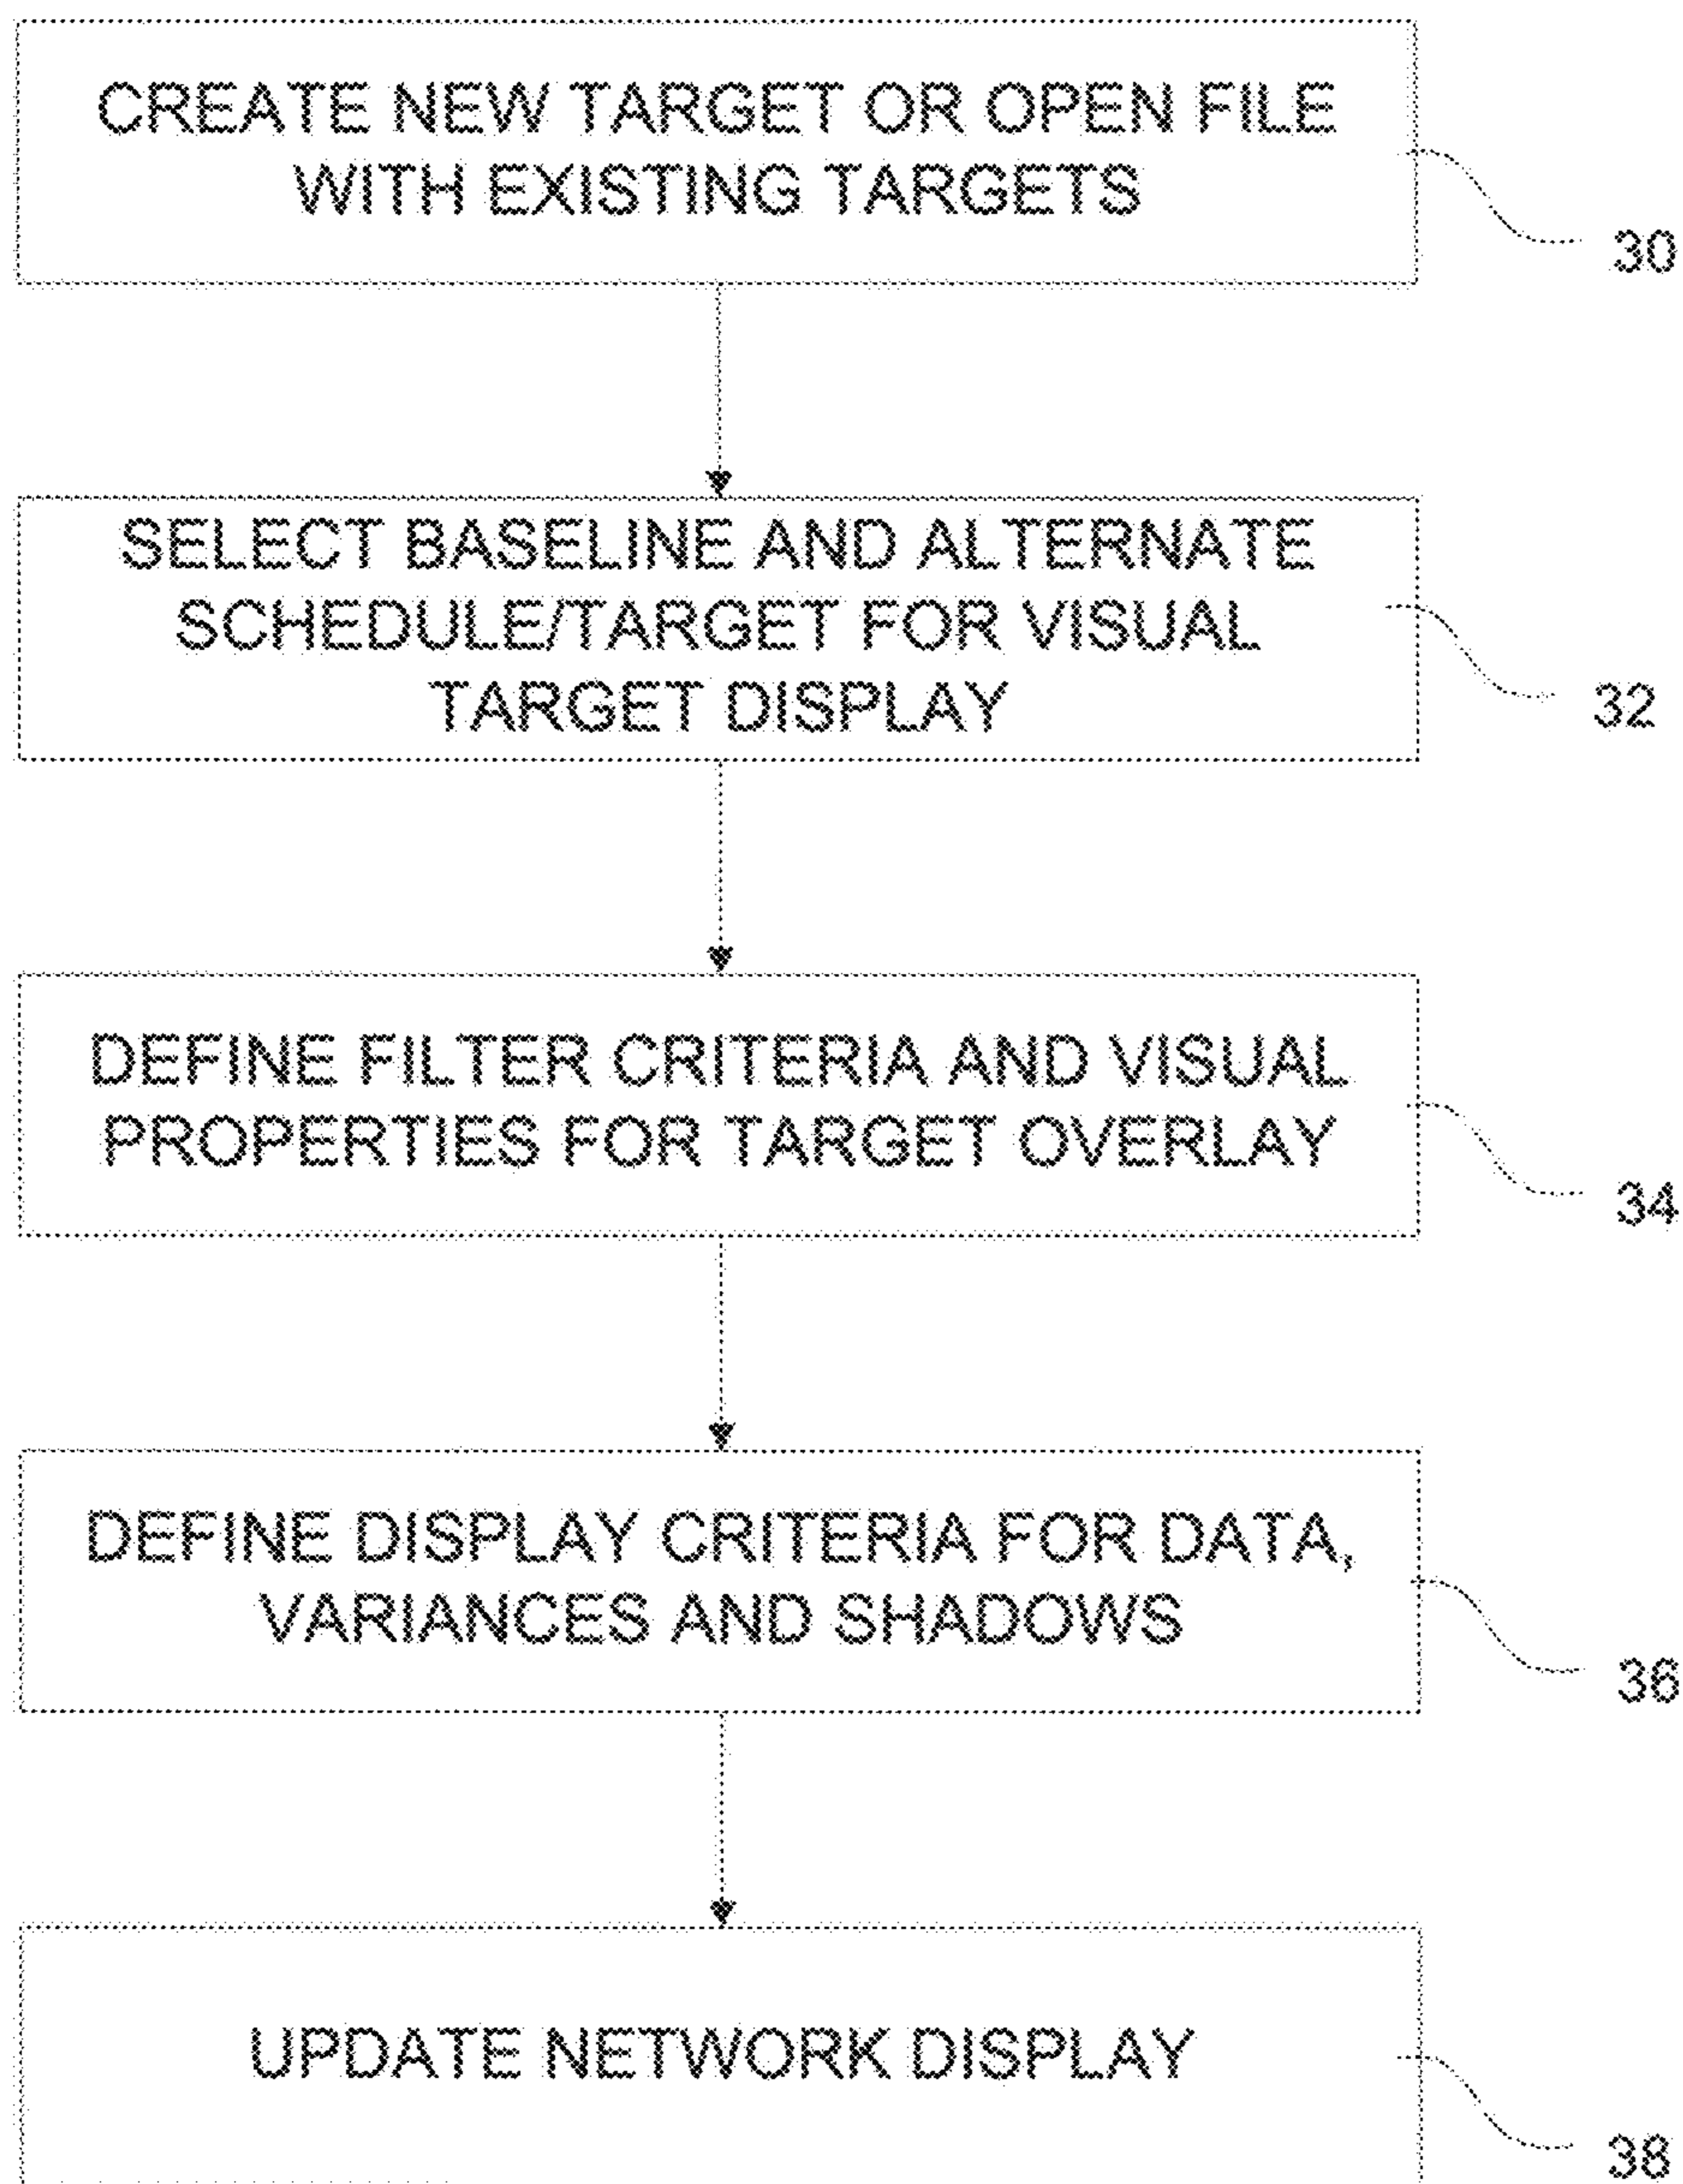 CREATE NEW TARGET OR OPEN FILE
WITH EXISTING TARGETS
30
SELECT BASELINE AND ALTERNATE
SCHEDULE/TARGET FOR VISUAL
TARGET DISPLAY
32
DEFINE FILTER CRITERIA AND VISUAL
PROPERTIES FOR TARGET OVERLAY
34
DEFINE DISPLAY CRITERIA FOR DATA,
VARIANCES AND SHADOWS
36
UPDATE NETWORK DISPLAY
38